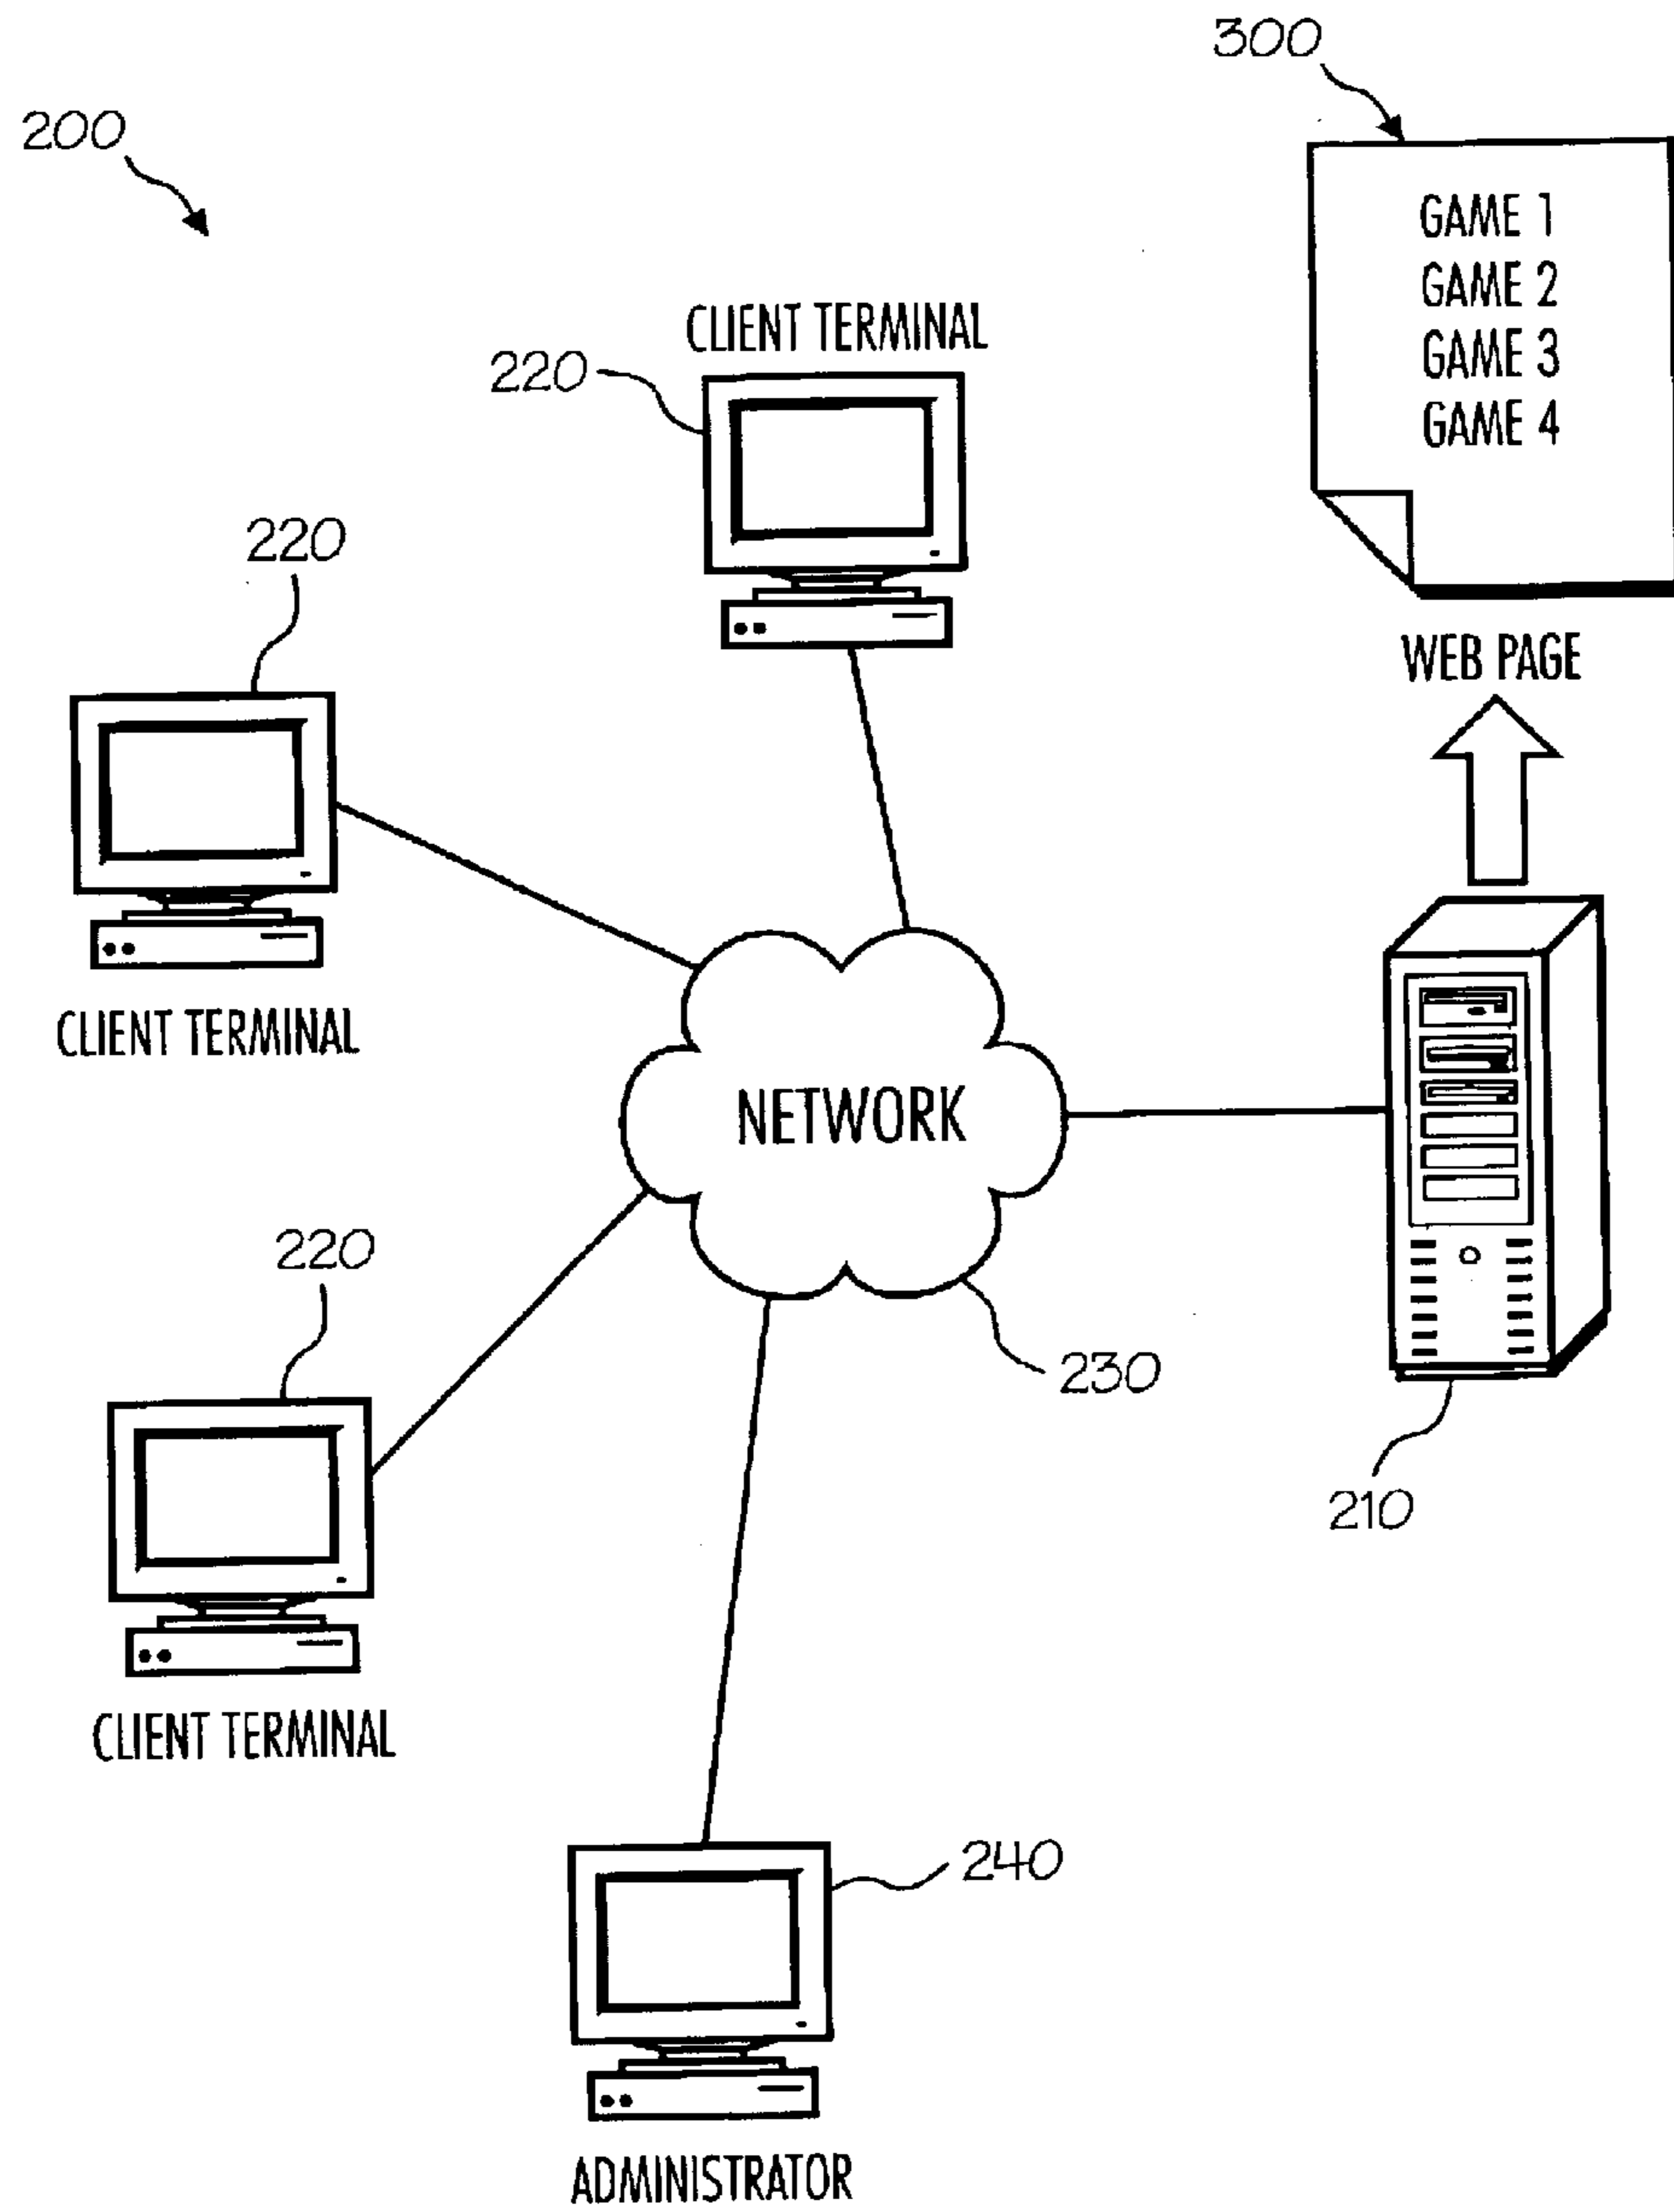 300
200
GAME 1
GAME 2
GAME 3
GAME 4
WEB PAGE
CLIENT TERMINAL
220
220
CLIENT TERMINAL
NETWORK
230
210
220
CLIENT TERMINAL
240
ADMINISTRATOR